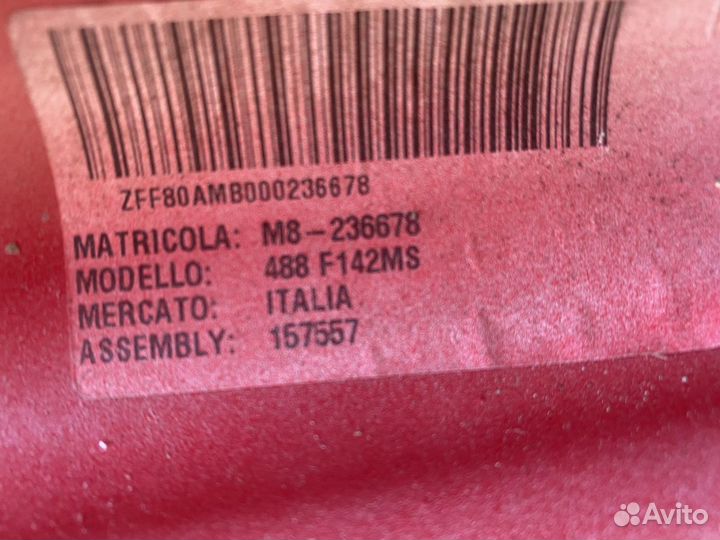 ZFF80AMB000236678
MATRICOLA: M8-236678
MODELLO: 488 F142MS
MERCATO: ITALIA
ASSEMBLY: 157557
Avito